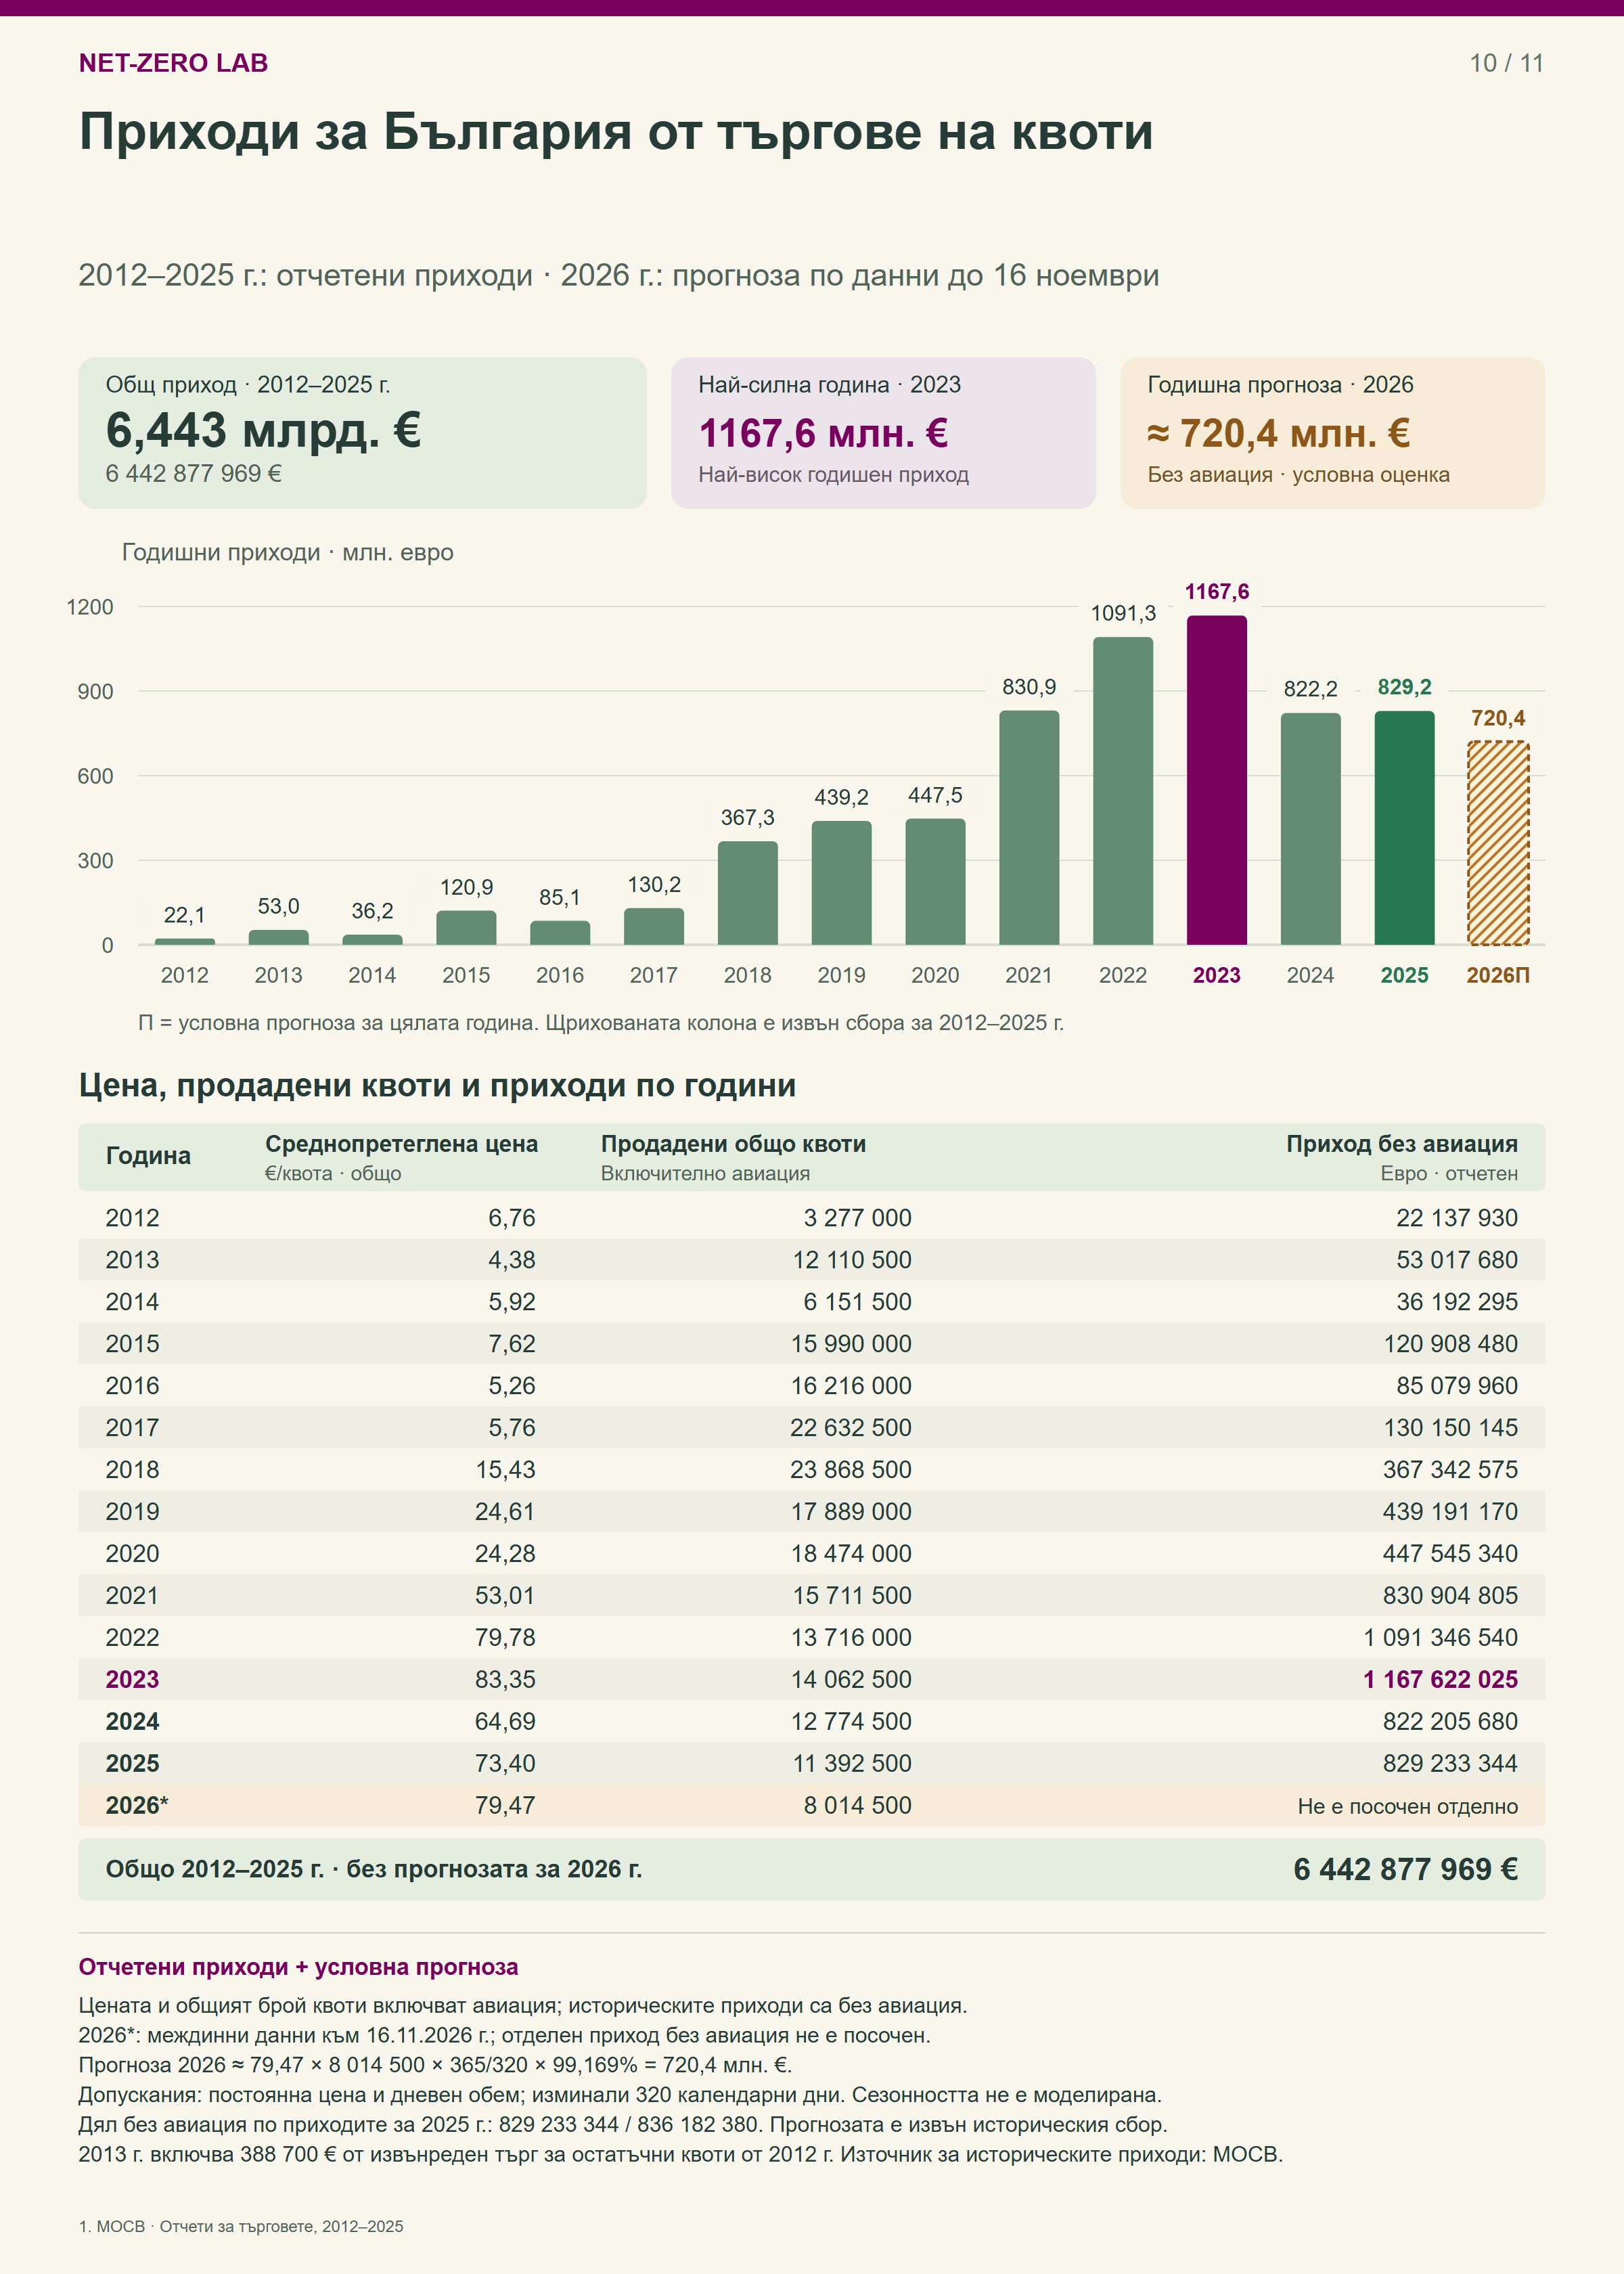 NET-ZERO LAB
10 / 11
Приходи за България от търгове на квоти
2012–2025 г.: отчетени приходи · 2026 г.: прогноза по данни до 16 ноември
Общ приход · 2012–2025 г.
6,443 млрд. €
6 442 877 969 €
Най-силна година · 2023
1167,6 млн. €
Най-висок годишен приход
Годишна прогноза · 2026
≈ 720,4 млн. €
Без авиация · условна оценка
Годишни приходи · млн. евро
1200
900
600
300
0
22,1
53,0
36,2
120,9
85,1
130,2
367,3
439,2
447,5
830,9
1091,3
1167,6
822,2
829,2
720,4
2012 2013 2014 2015 2016 2017 2018 2019 2020 2021 2022 2023 2024 2025 2026П
П = условна прогноза за цялата година. Щрихованата колона е извън сбора за 2012–2025 г.
Цена, продадени квоти и приходи по години
Година Среднопретеглена цена Продадени общо квоти Приход без авиация
€/квота · общо Включително авиация Евро · отчетен
2012 6,76 3 277 000 22 137 930
2013 4,38 12 110 500 53 017 680
2014 5,92 6 151 500 36 192 295
2015 7,62 15 990 000 120 908 480
2016 5,26 16 216 000 85 079 960
2017 5,76 22 632 500 130 150 145
2018 15,43 23 868 500 367 342 575
2019 24,61 17 889 000 439 191 170
2020 24,28 18 474 000 447 545 340
2021 53,01 15 711 500 830 904 805
2022 79,78 13 716 000 1 091 346 540
2023 83,35 14 062 500 1 167 622 025
2024 64,69 12 774 500 822 205 680
2025 73,40 11 392 500 829 233 344
2026* 79,47 8 014 500 Не е посочен отделно
Общо 2012–2025 г. · без прогнозата за 2026 г. 6 442 877 969 €
Отчетени приходи + условна прогноза
Цената и общият брой квоти включват авиация; историческите приходи са без авиация.
2026*: междинни данни към 16.11.2026 г.; отделен приход без авиация не е посочен.
Прогноза 2026 ≈ 79,47 × 8 014 500 × 365/320 × 99,169% = 720,4 млн. €.
Допускания: постоянна цена и дневен обем; изминали 320 календарни дни. Сезонността не е моделирана.
Дял без авиация по приходите за 2025 г.: 829 233 344 / 836 182 380. Прогнозата е извън историческия сбор.
2013 г. включва 388 700 € от извънреден търг за остатъчни квоти от 2012 г. Източник за историческите приходи: МОСВ.
1. МОСВ · Отчети за търговете, 2012–2025